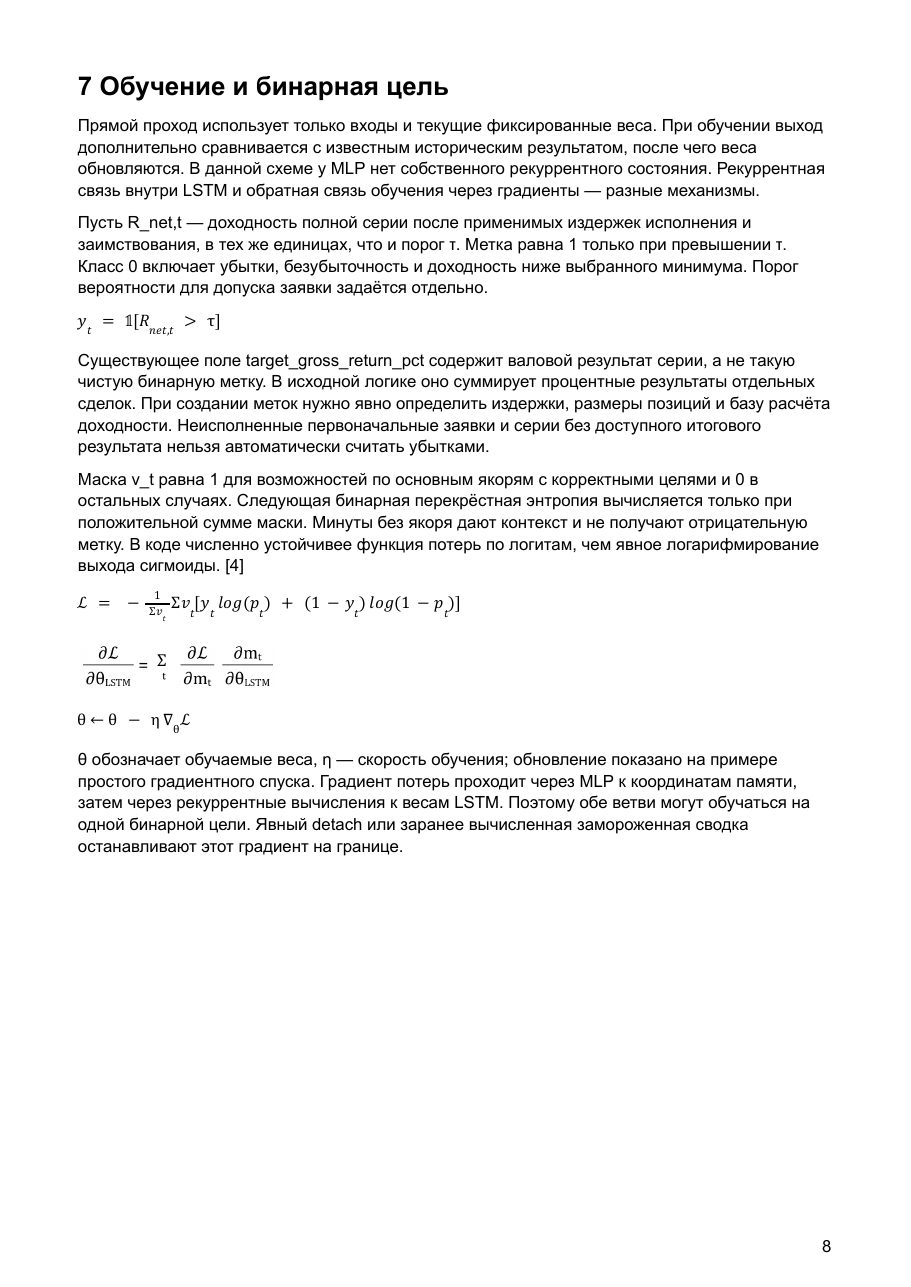 7 Обучение и бинарная цель
Прямой проход использует только входы и текущие фиксированные веса. При обучении выход
дополнительно сравнивается с известным историческим результатом, после чего веса
обновляются. В данной схеме у MLP нет собственного рекуррентного состояния. Рекуррентная
связь внутри LSTM и обратная связь обучения через градиенты — разные механизмы.
Пусть R_net,t — доходность полной серии после применимых издержек исполнения и
заимствования, в тех же единицах, что и порог τ. Метка равна 1 только при превышении τ.
Класс 0 включает убытки, безубыточность и доходность ниже выбранного минимума. Порог
вероятности для допуска заявки задаётся отдельно.
y_t = 𝟙[R_net,t > τ]
Существующее поле target_gross_return_pct содержит валовой результат серии, а не такую
чистую бинарную метку. В исходной логике оно суммирует процентные результаты отдельных
сделок. При создании меток нужно явно определить издержки, размеры позиций и базу расчёта
доходности. Неисполненные первоначальные заявки и серии без доступного итогового
результата нельзя автоматически считать убытками.
Маска v_t равна 1 для возможностей по основным якорям с корректными целями и 0 в
остальных случаях. Следующая бинарная перекрёстная энтропия вычисляется только при
положительной сумме маски. Минуты без якоря дают контекст и не получают отрицательную
метку. В коде численно устойчивее функция потерь по логитам, чем явное логарифмирование
выхода сигмоиды. [4]
ℒ = − 1/Σv_t Σv_t[y_t log(p_t) + (1 − y_t) log(1 − p_t)]
∂ℒ/∂θ_LSTM = Σ_t ∂ℒ/∂m_t ∂m_t/∂θ_LSTM
θ ← θ − η ∇_θ ℒ
θ обозначает обучаемые веса, η — скорость обучения; обновление показано на примере
простого градиентного спуска. Градиент потерь проходит через MLP к координатам памяти,
затем через рекуррентные вычисления к весам LSTM. Поэтому обе ветви могут обучаться на
одной бинарной цели. Явный detach или заранее вычисленная замороженная сводка
останавливают этот градиент на границе.
8